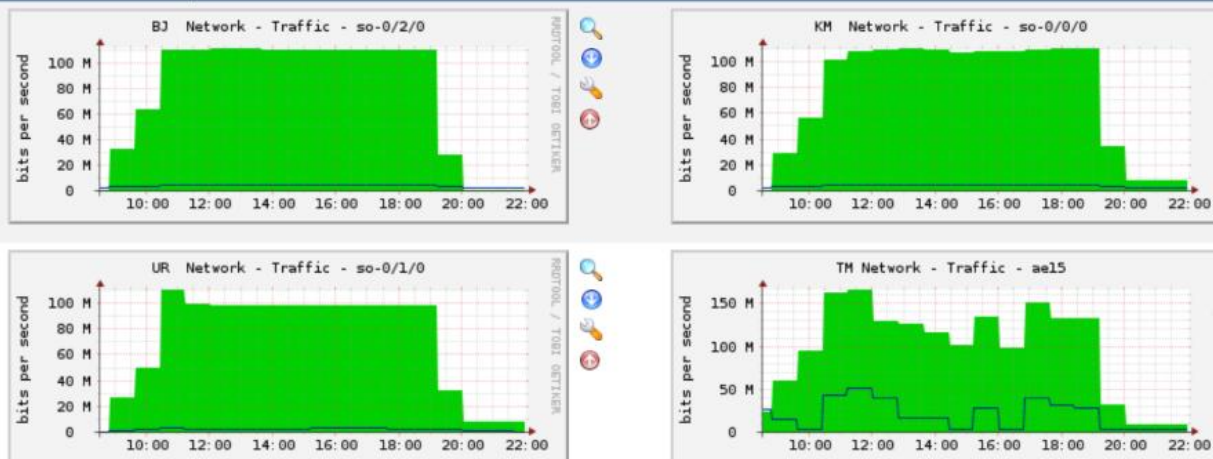 BJ Network - Traffic - so-0/2/0
bits per second
100 M
80 M
60 M
40 M
20 M
0
10:00 12:00 14:00 16:00 18:00 20:00 22:00
RRDTOOL / TOBI OETIKER
KM Network - Traffic - so-0/0/0
bits per second
100 M
80 M
60 M
40 M
20 M
0
10:00 12:00 14:00 16:00 18:00 20:00 22:00
UR Network - Traffic - so-0/1/0
bits per second
100 M
80 M
60 M
40 M
20 M
0
10:00 12:00 14:00 16:00 18:00 20:00 22:00
RRDTOOL / TOBI OETIKER
TM Network - Traffic - ae15
bits per second
150 M
100 M
50 M
0
10:00 12:00 14:00 16:00 18:00 20:00 22:00